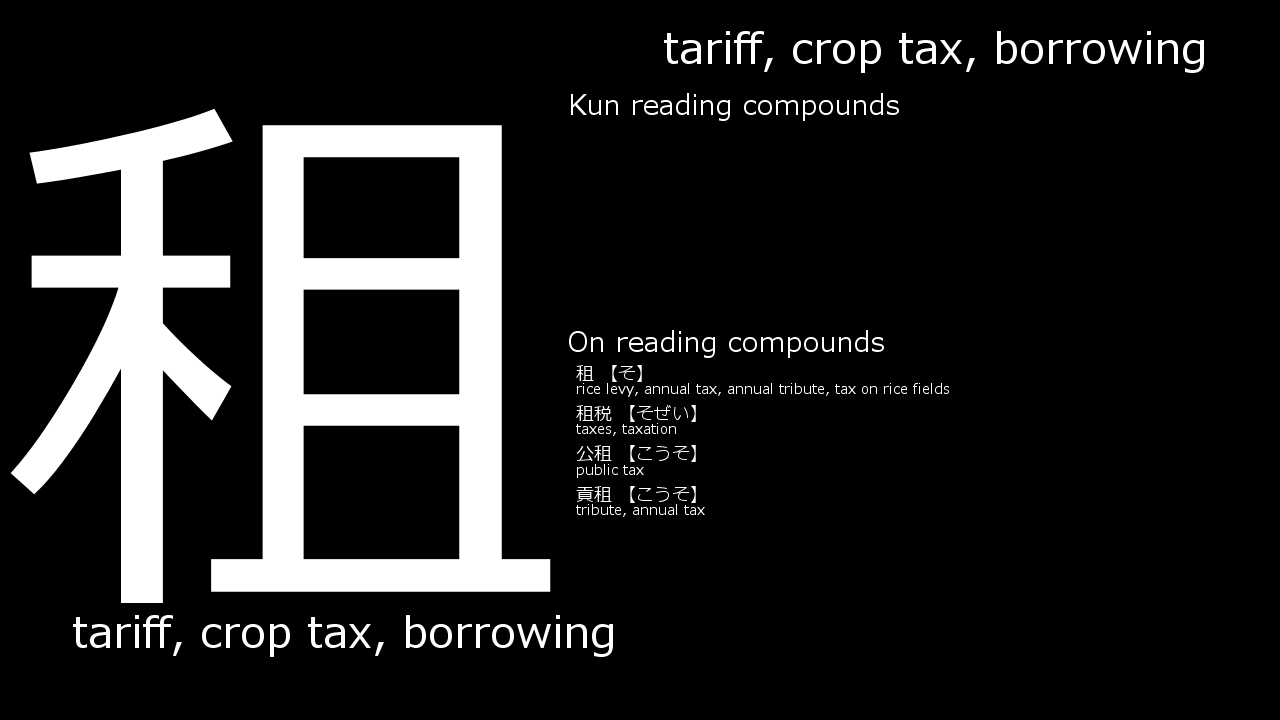 租
tariff, crop tax, borrowing
tariff, crop tax, borrowing
Kun reading compounds
On reading compounds
租 【そ】
rice levy, annual tax, annual tribute, tax on rice fields
租税 【そぜい】
taxes, taxation
公租 【こうそ】
public tax
貢租 【こうそ】
tribute, annual tax